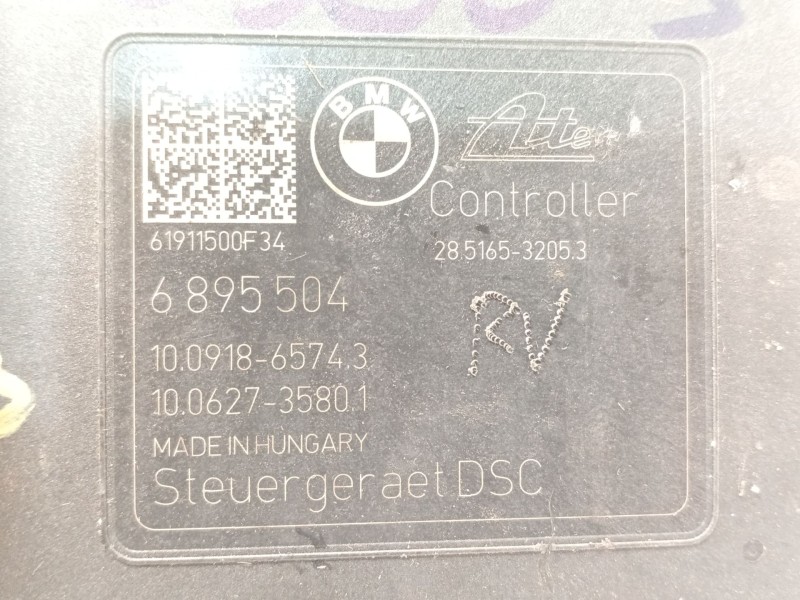 BMW
Ate
Controller
61911500F34
28.5165-3205.3
6 895 504
10.0918-6574.3
10.0627-3580.1
RV
MADE IN HUNGARY
Steuergeraet DSC